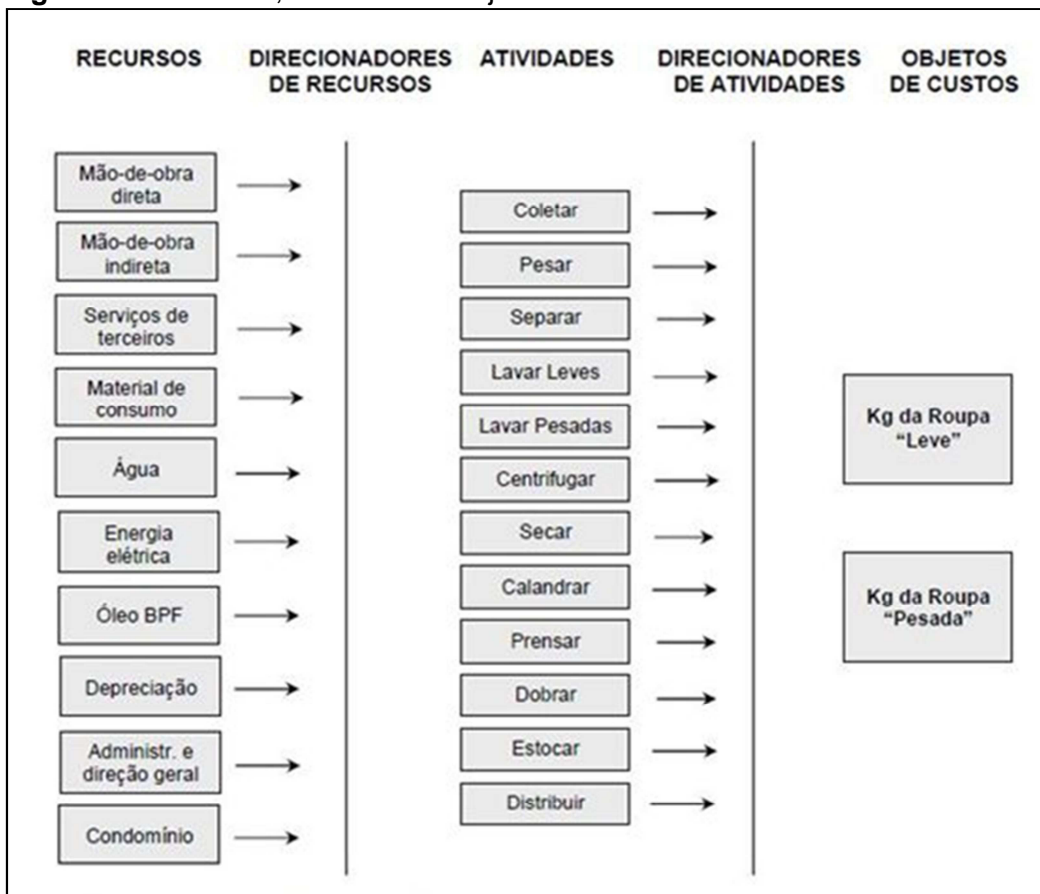 RECURSOS
DIRECIONADORES
DE RECURSOS
ATIVIDADES
DIRECIONADORES
DE ATIVIDADES
OBJETOS
DE CUSTOS
Mão-de-obra
direta
Mão-de-obra
indireta
Serviços de
terceiros
Material de
consumo
Água
Energia
elétrica
Óleo BPF
Depreciação
Administr. e
direção geral
Condomínio
Coletar
Pesar
Separar
Lavar Leves
Lavar Pesadas
Centrifugar
Secar
Calandrar
Prensar
Dobrar
Estocar
Distribuir
Kg da Roupa
“Leve”
Kg da Roupa
“Pesada”